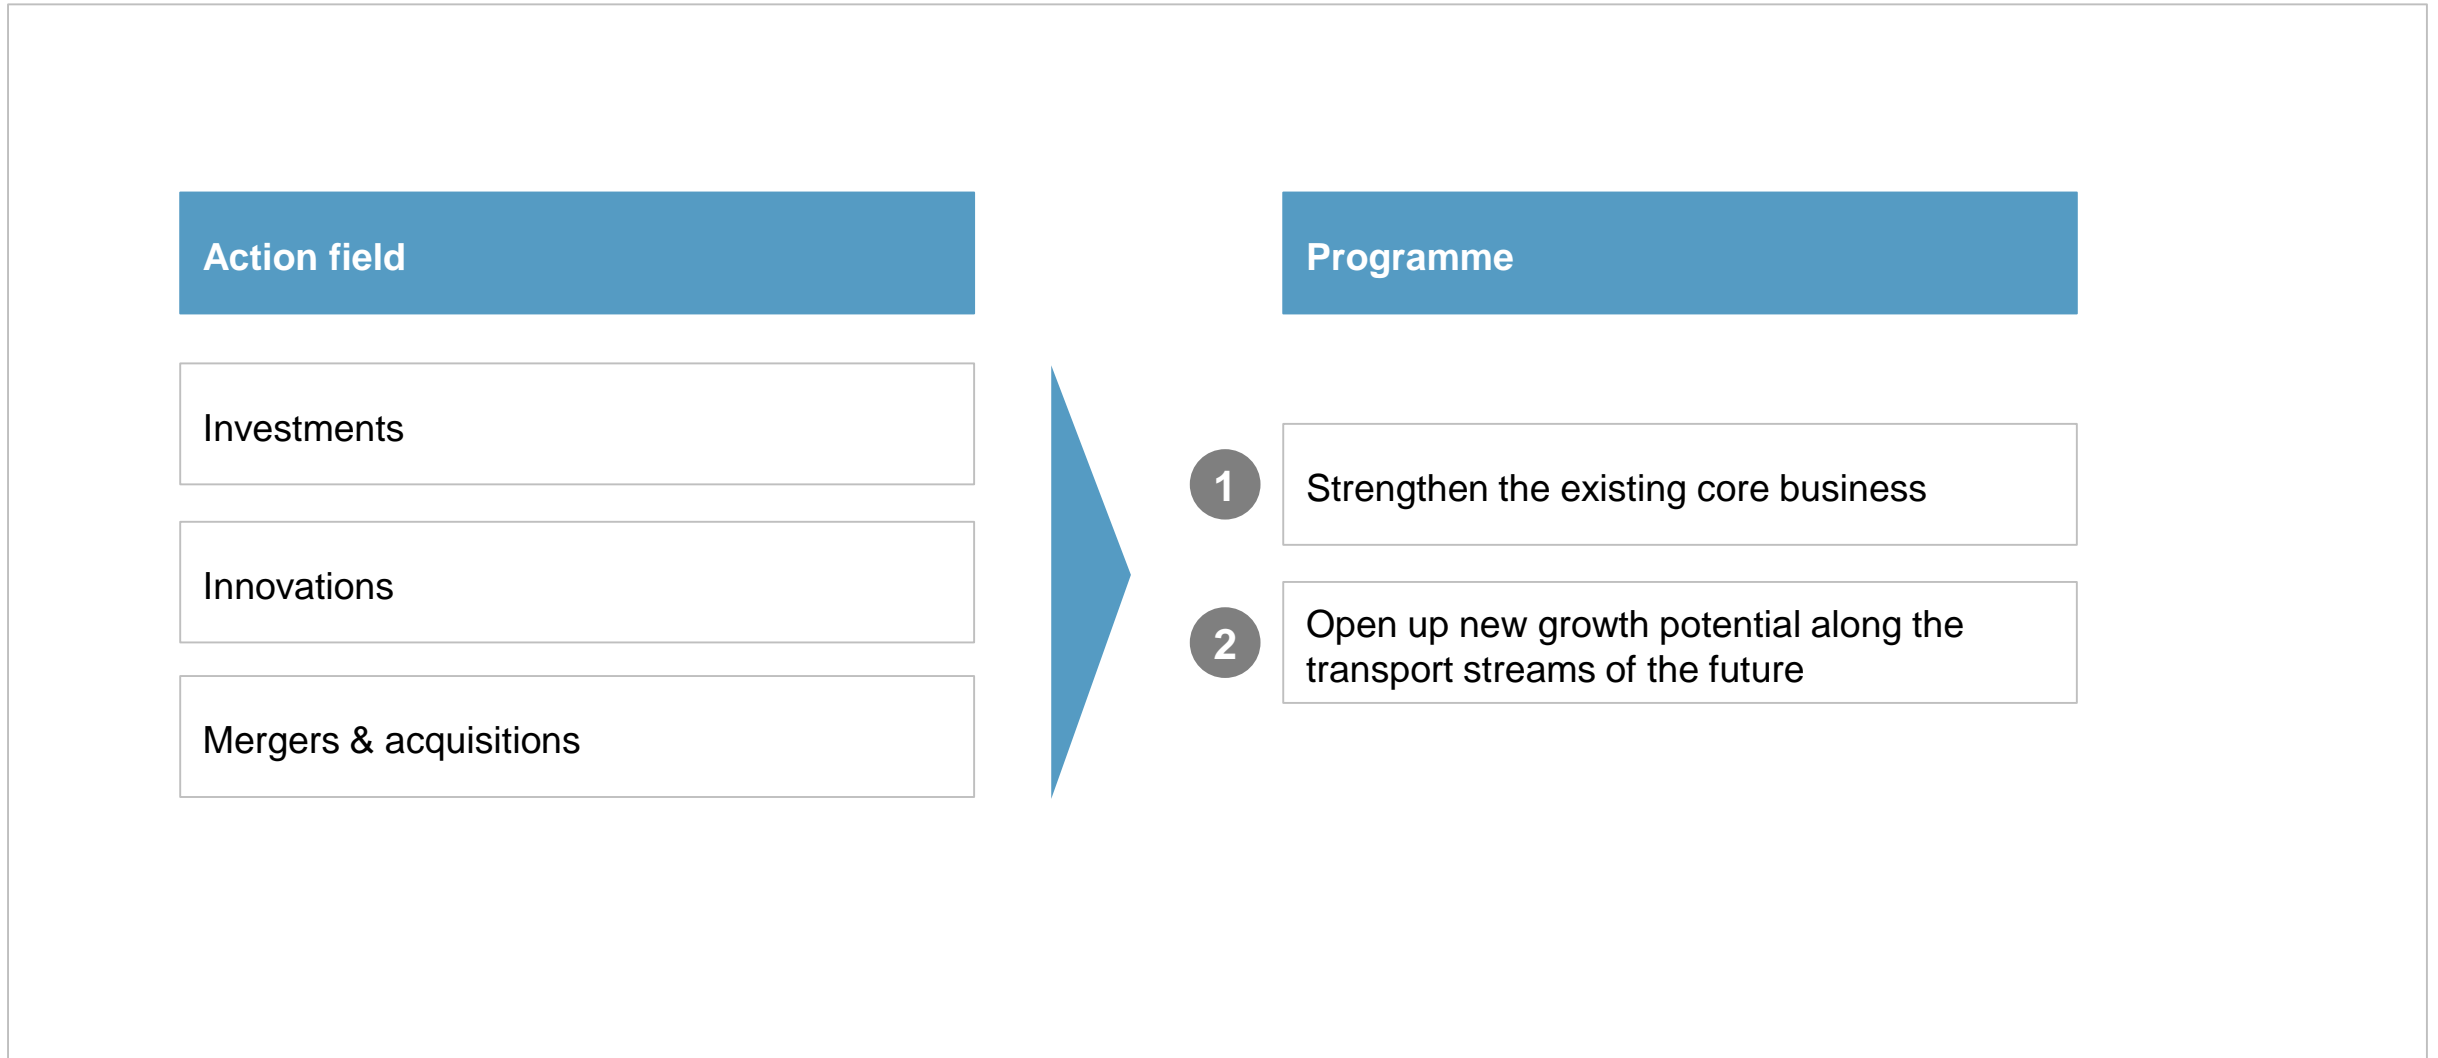 Action field
Investments
Innovations
Mergers & acquisitions
Programme
1
Strengthen the existing core business
2
Open up new growth potential along the
transport streams of the future